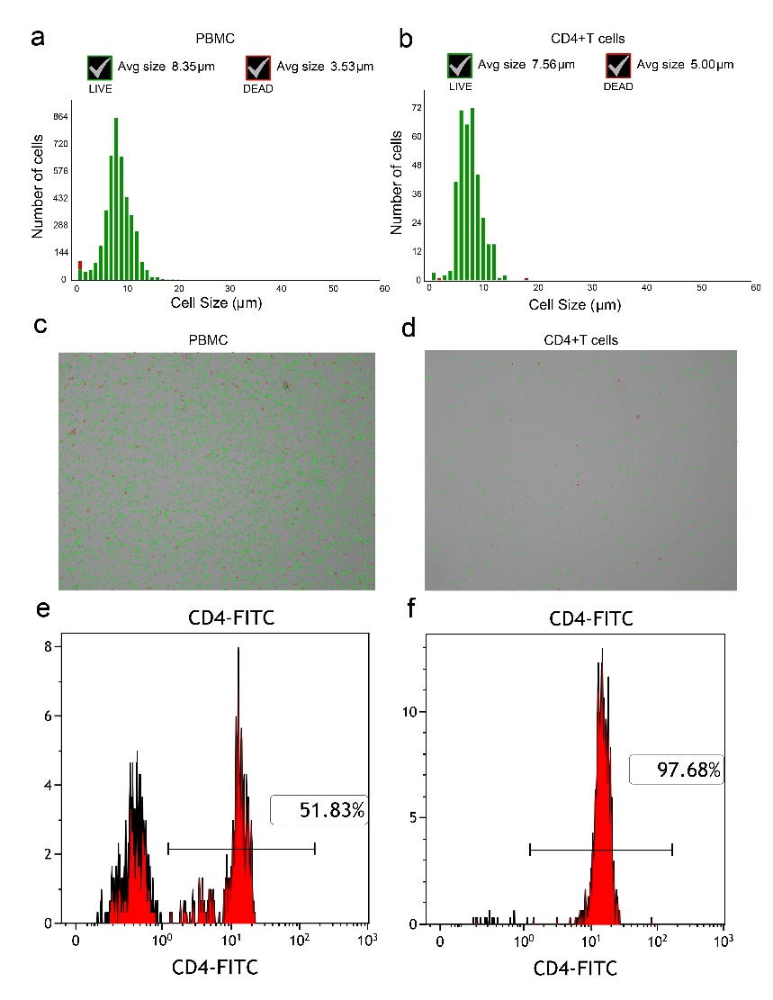 a
PBMC
Avg size 8.35µm
Avg size 3.53µm
LIVE
DEAD
864
720
576
432
288
144
0
Number of cells
0 10 20 30 40 50 60
Cell Size (µm)
b
CD4+T cells
Avg size 7.56µm
Avg size 5.00µm
LIVE
DEAD
72
60
48
36
24
12
0
Number of cells
0 10 20 30 40 50 60
Cell Size (µm)
c
PBMC
d
CD4+T cells
e
CD4-FITC
8
6
4
2
0
51.83%
0 10⁰ 10¹ 10² 10³
CD4-FITC
f
CD4-FITC
10
5
0
97.68%
0 10⁰ 10¹ 10² 10³
CD4-FITC